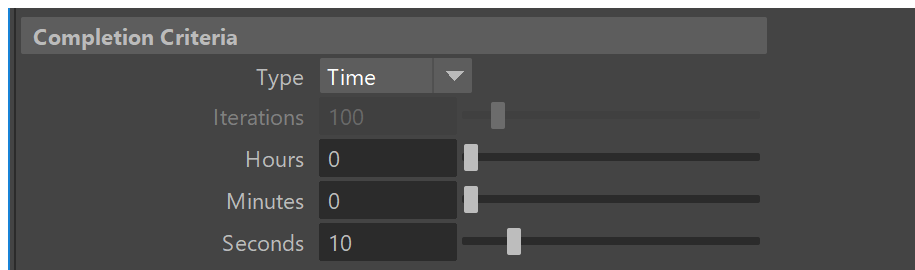 Completion Criteria
Type Time
Iterations 100
Hours 0
Minutes 0
Seconds 10